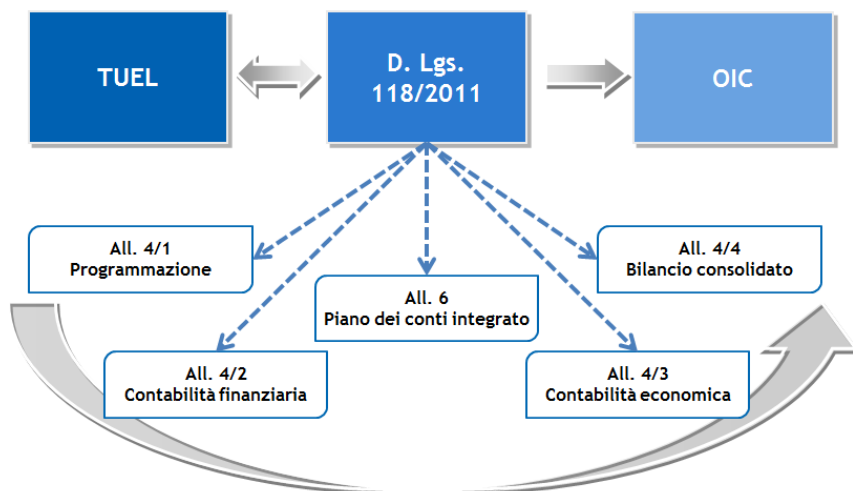 TUEL
D. Lgs.
118/2011
OIC
All. 4/1
Programmazione
All. 4/4
Bilancio consolidato
All. 6
Piano dei conti integrato
All. 4/2
Contabilità finanziaria
All. 4/3
Contabilità economica